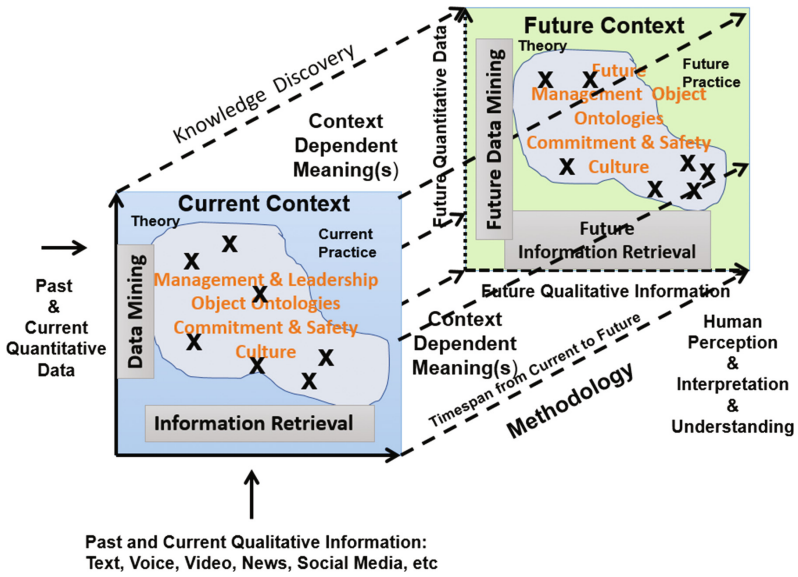 Knowledge Discovery
Context
Dependent
Meaning(s)
Future Context
Theory
Future
Practice
Future Quantitative Data
Future Data Mining
Future
Management Object
Ontologies
Commitment & Safety
Culture
X
X
X
X
X
X
X
Future
Information Retrieval
Future Qualitative Information
Current Context
Theory
Current
Practice
Data Mining
Management & Leadership
Object Ontologies
Commitment & Safety
Culture
X
X
X
X
X
X
X
Information Retrieval
Past
&
Current
Quantitative
Data
Context
Dependent
Meaning(s)
Timespan from Current to Future
Methodology
Human
Perception
&
Interpretation
&
Understanding
Past and Current Qualitative Information:
Text, Voice, Video, News, Social Media, etc